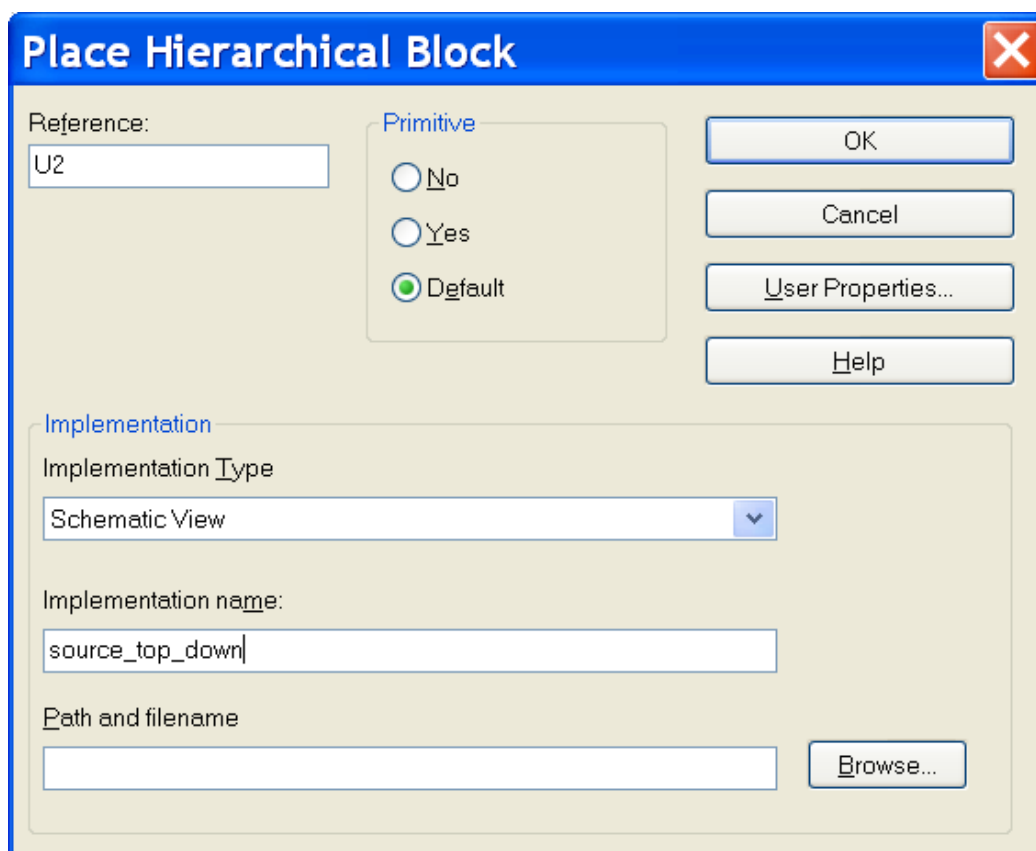 Place Hierarchical Block
Reference:
U2
Primitive
No
Yes
Default
OK
Cancel
User Properties...
Help
Implementation
Implementation Type
Schematic View
Implementation name:
source_top_down
Path and filename
Browse...